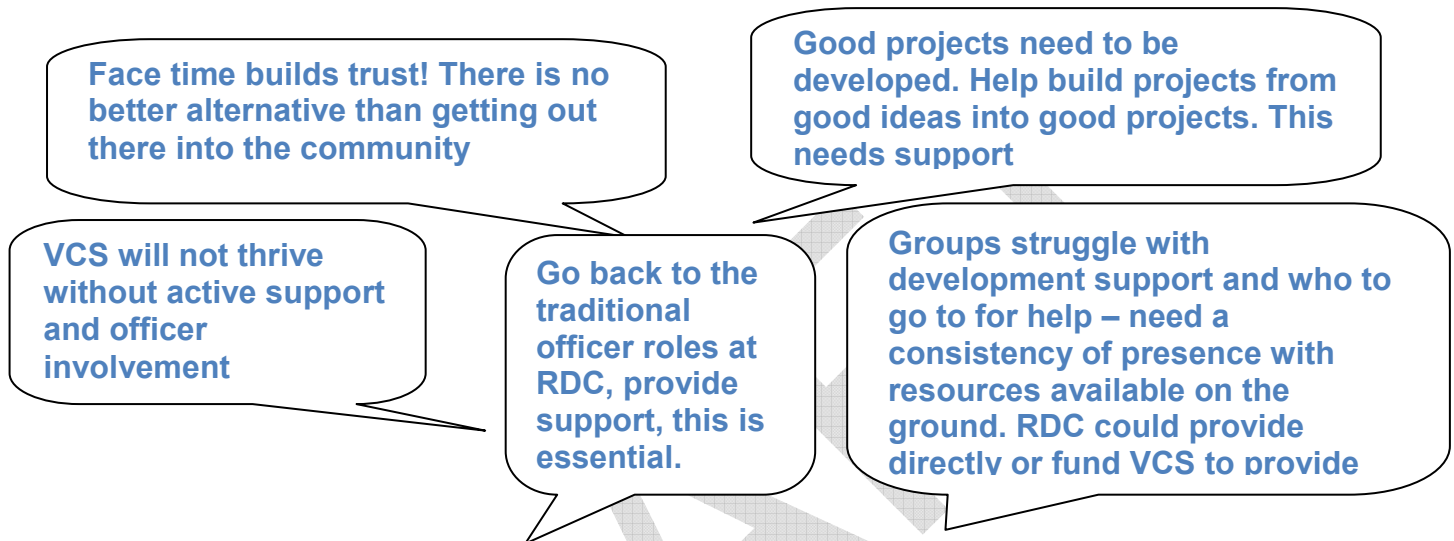 Face time builds trust! There is no
better alternative than getting out
there into the community
Good projects need to be
developed. Help build projects from
good ideas into good projects. This
needs support
VCS will not thrive
without active support
and officer
involvement
Go back to the
traditional
officer roles at
RDC, provide
support, this is
essential.
Groups struggle with
development support and who to
go to for help – need a
consistency of presence with
resources available on the
ground. RDC could provide
directly or fund VCS to provide